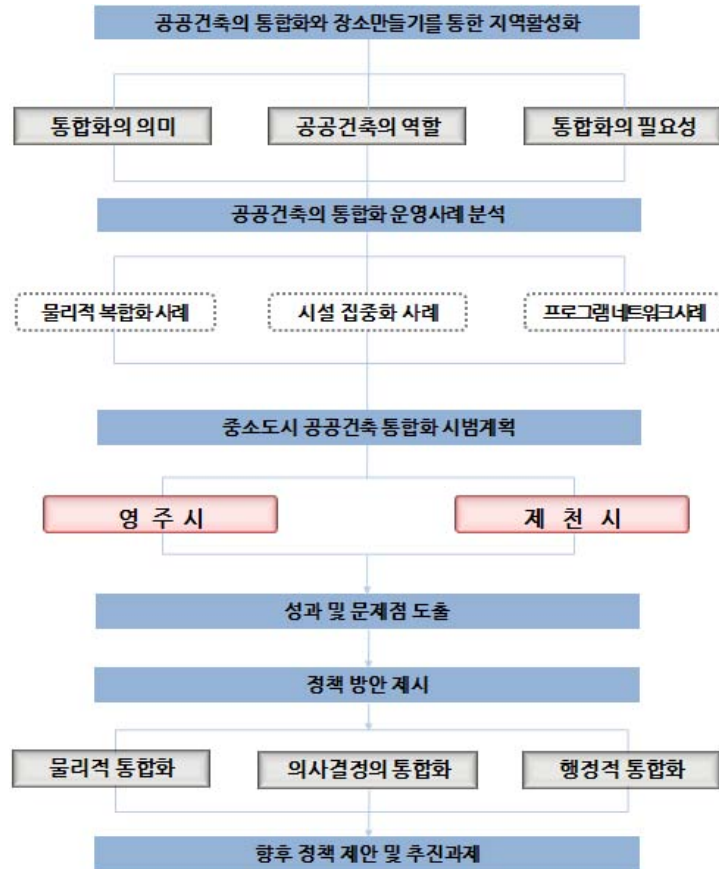 공공건축의 통합화와 장소만들기를 통한 지역활성화
통합화의 의미
공공건축의 역할
통합화의 필요성
공공건축의 통합화 운영사례 분석
물리적 복합화 사례
시설 집중화 사례
프로그램 네트워크 사례
중소도시 공공건축 통합화 시범계획
영 주 시
제 천 시
성과 및 문제점 도출
정책 방안 제시
물리적 통합화
의사결정의 통합화
행정적 통합화
향후 정책 제안 및 추진과제